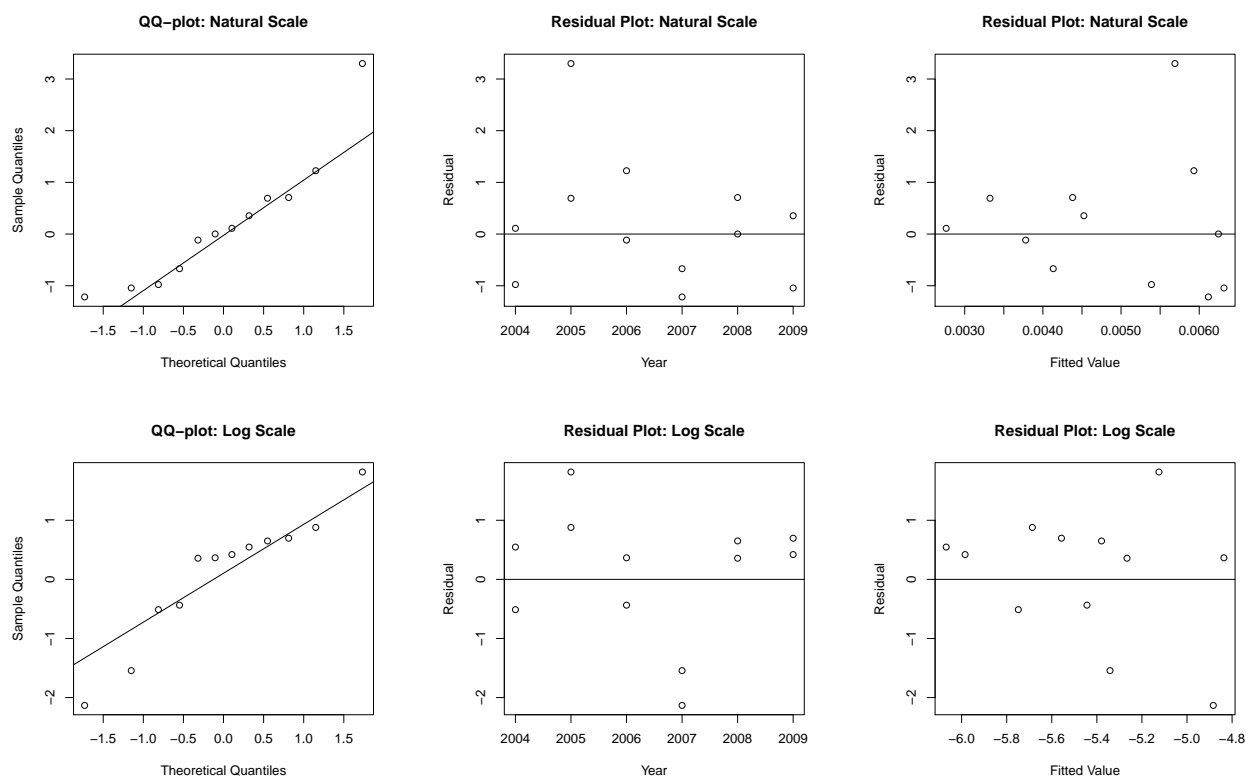 QQ−plot: Natural Scale
Sample Quantiles
3
2
1
0
−1
−1.5 −1.0 −0.5 0.0 0.5 1.0 1.5
Theoretical Quantiles
Residual Plot: Natural Scale
Residual
3
2
1
0
−1
2004 2005 2006 2007 2008 2009
Year
Residual Plot: Natural Scale
Residual
3
2
1
0
−1
0.0030 0.0040 0.0050 0.0060
Fitted Value
QQ−plot: Log Scale
Sample Quantiles
1
0
−1
−2
−1.5 −1.0 −0.5 0.0 0.5 1.0 1.5
Theoretical Quantiles
Residual Plot: Log Scale
Residual
1
0
−1
−2
2004 2005 2006 2007 2008 2009
Year
Residual Plot: Log Scale
Residual
1
0
−1
−2
−6.0 −5.8 −5.6 −5.4 −5.2 −5.0 −4.8
Fitted Value